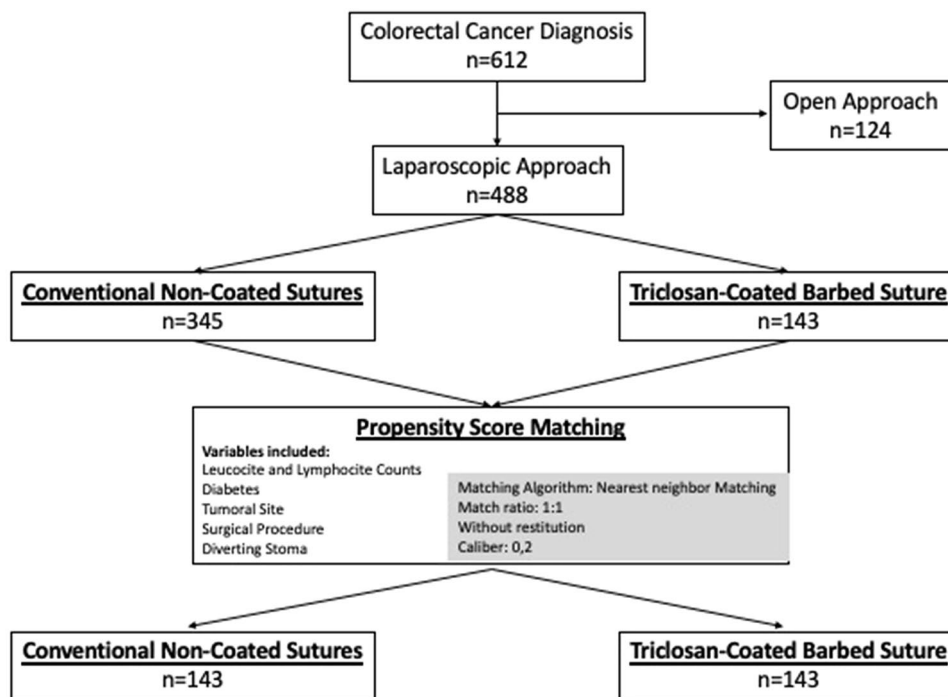 Colorectal Cancer Diagnosis
n=612
Open Approach
n=124
Laparoscopic Approach
n=488
Conventional Non-Coated Sutures
n=345
Triclosan-Coated Barbed Suture
n=143
Propensity Score Matching
Variables included:
Leucocite and Lymphocite Counts
Diabetes
Tumoral Site
Surgical Procedure
Diverting Stoma
Matching Algorithm: Nearest neighbor Matching
Match ratio: 1:1
Without restitution
Caliber: 0,2
Conventional Non-Coated Sutures
n=143
Triclosan-Coated Barbed Suture
n=143